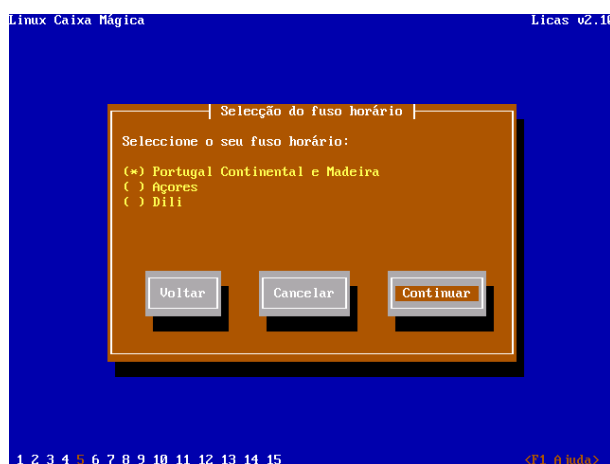 Linux Caixa Mágica Licas v2.10
Selecção do fuso horário
Seleccione o seu fuso horário:
(*) Portugal Continental e Madeira
( ) Açores
( ) Dili
Voltar Cancelar Continuar
1 2 3 4 5 6 7 8 9 10 11 12 13 14 15 <F1 Ajuda>